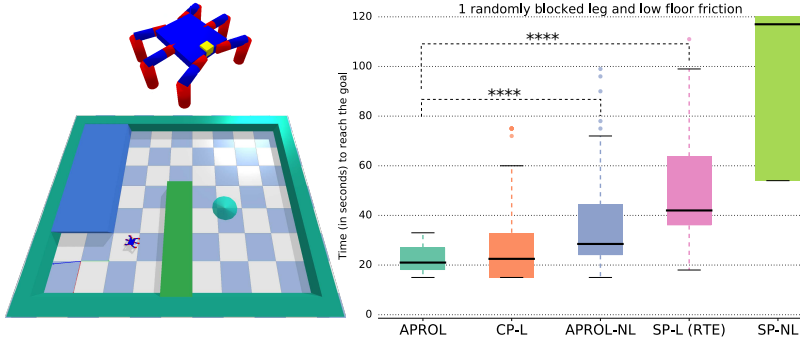 1 randomly blocked leg and low floor friction
Time (in seconds) to reach the goal
120
100
80
60
40
20
0
****
****
APROL
CP-L
APROL-NL
SP-L (RTE)
SP-NL